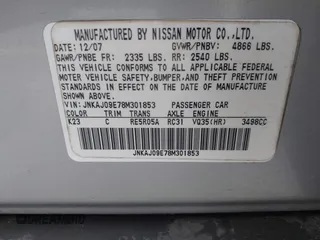 MANUFACTURED BY NISSAN MOTOR CO.,LTD.
DATE: 12/07 GVWR/PNBV: 4866 LBS.
GAWR/PNBE FR: 2335 LBS. RR: 2540 LBS.
THIS VEHICLE CONFORMS TO ALL APPLICABLE
FEDERAL MOTOR VEHICLE SAFETY,BUMPER,AND THEFT
PREVENTION STANDARDS IN EFFECT ON THE DATE OF
MANUFACTURE SHOWN ABOVE.
VIN:JNKAJ09E78M301853 PASSENGER CAR
COLOR TRIM TRANS AXLE ENGINE
K23 C RE5R05A RC31 VQ35(HR) 3498CC
JNKAJ09E78M301853